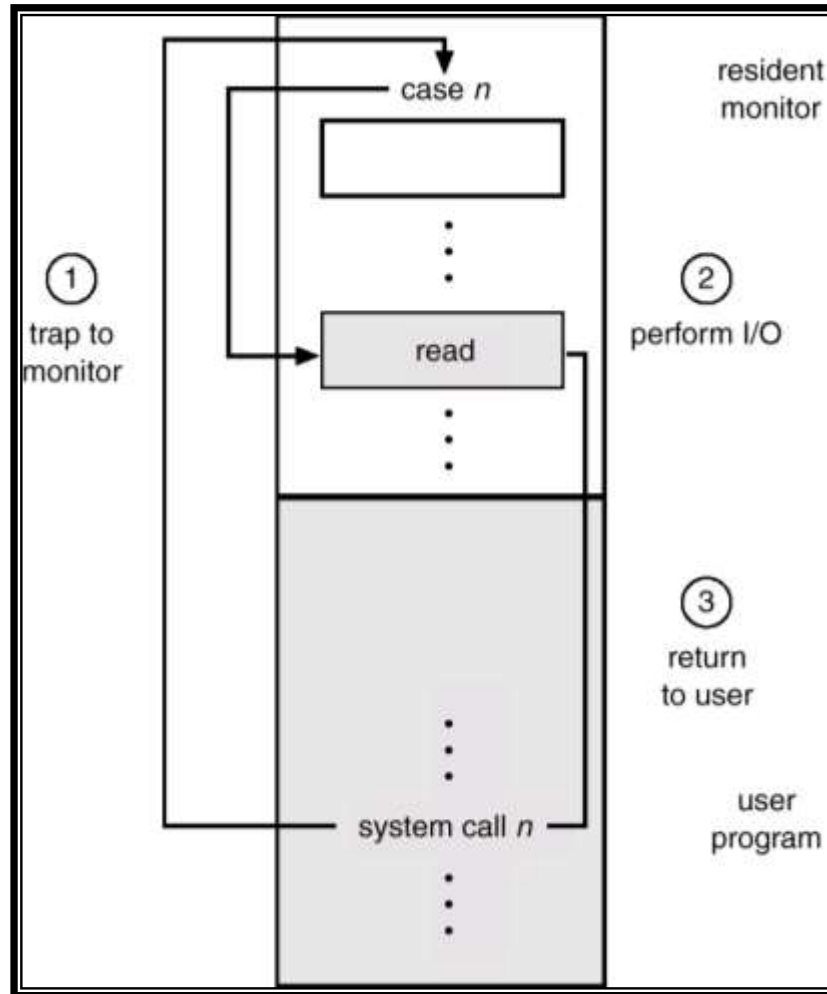 case n
resident
monitor
1
trap to
monitor
2
perform I/O
read
3
return
to user
system call n
user
program